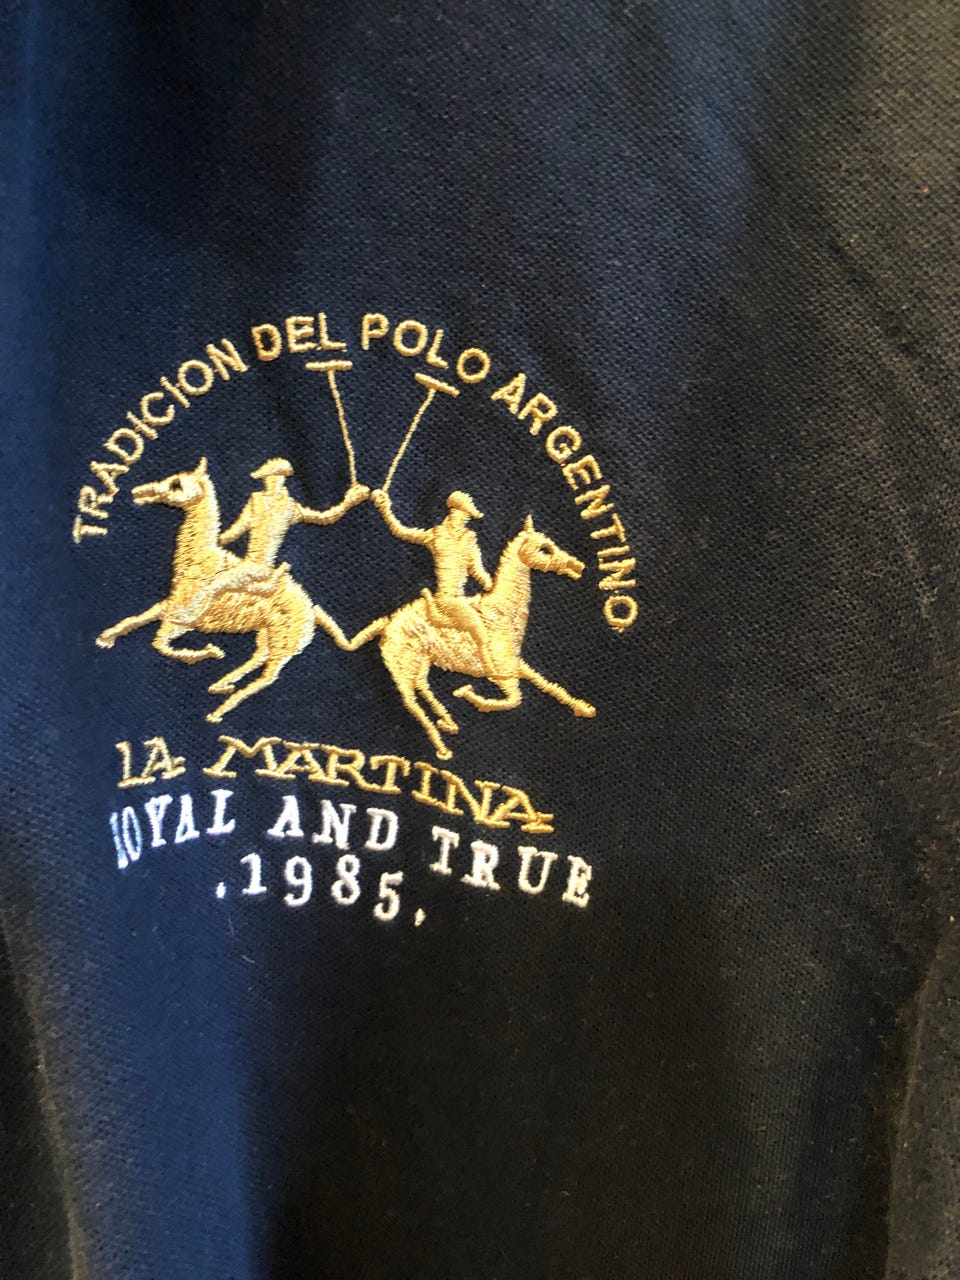 TRADICION DEL POLO ARGENTINO
LA MARTINA
LOYAL AND TRUE
.1985.